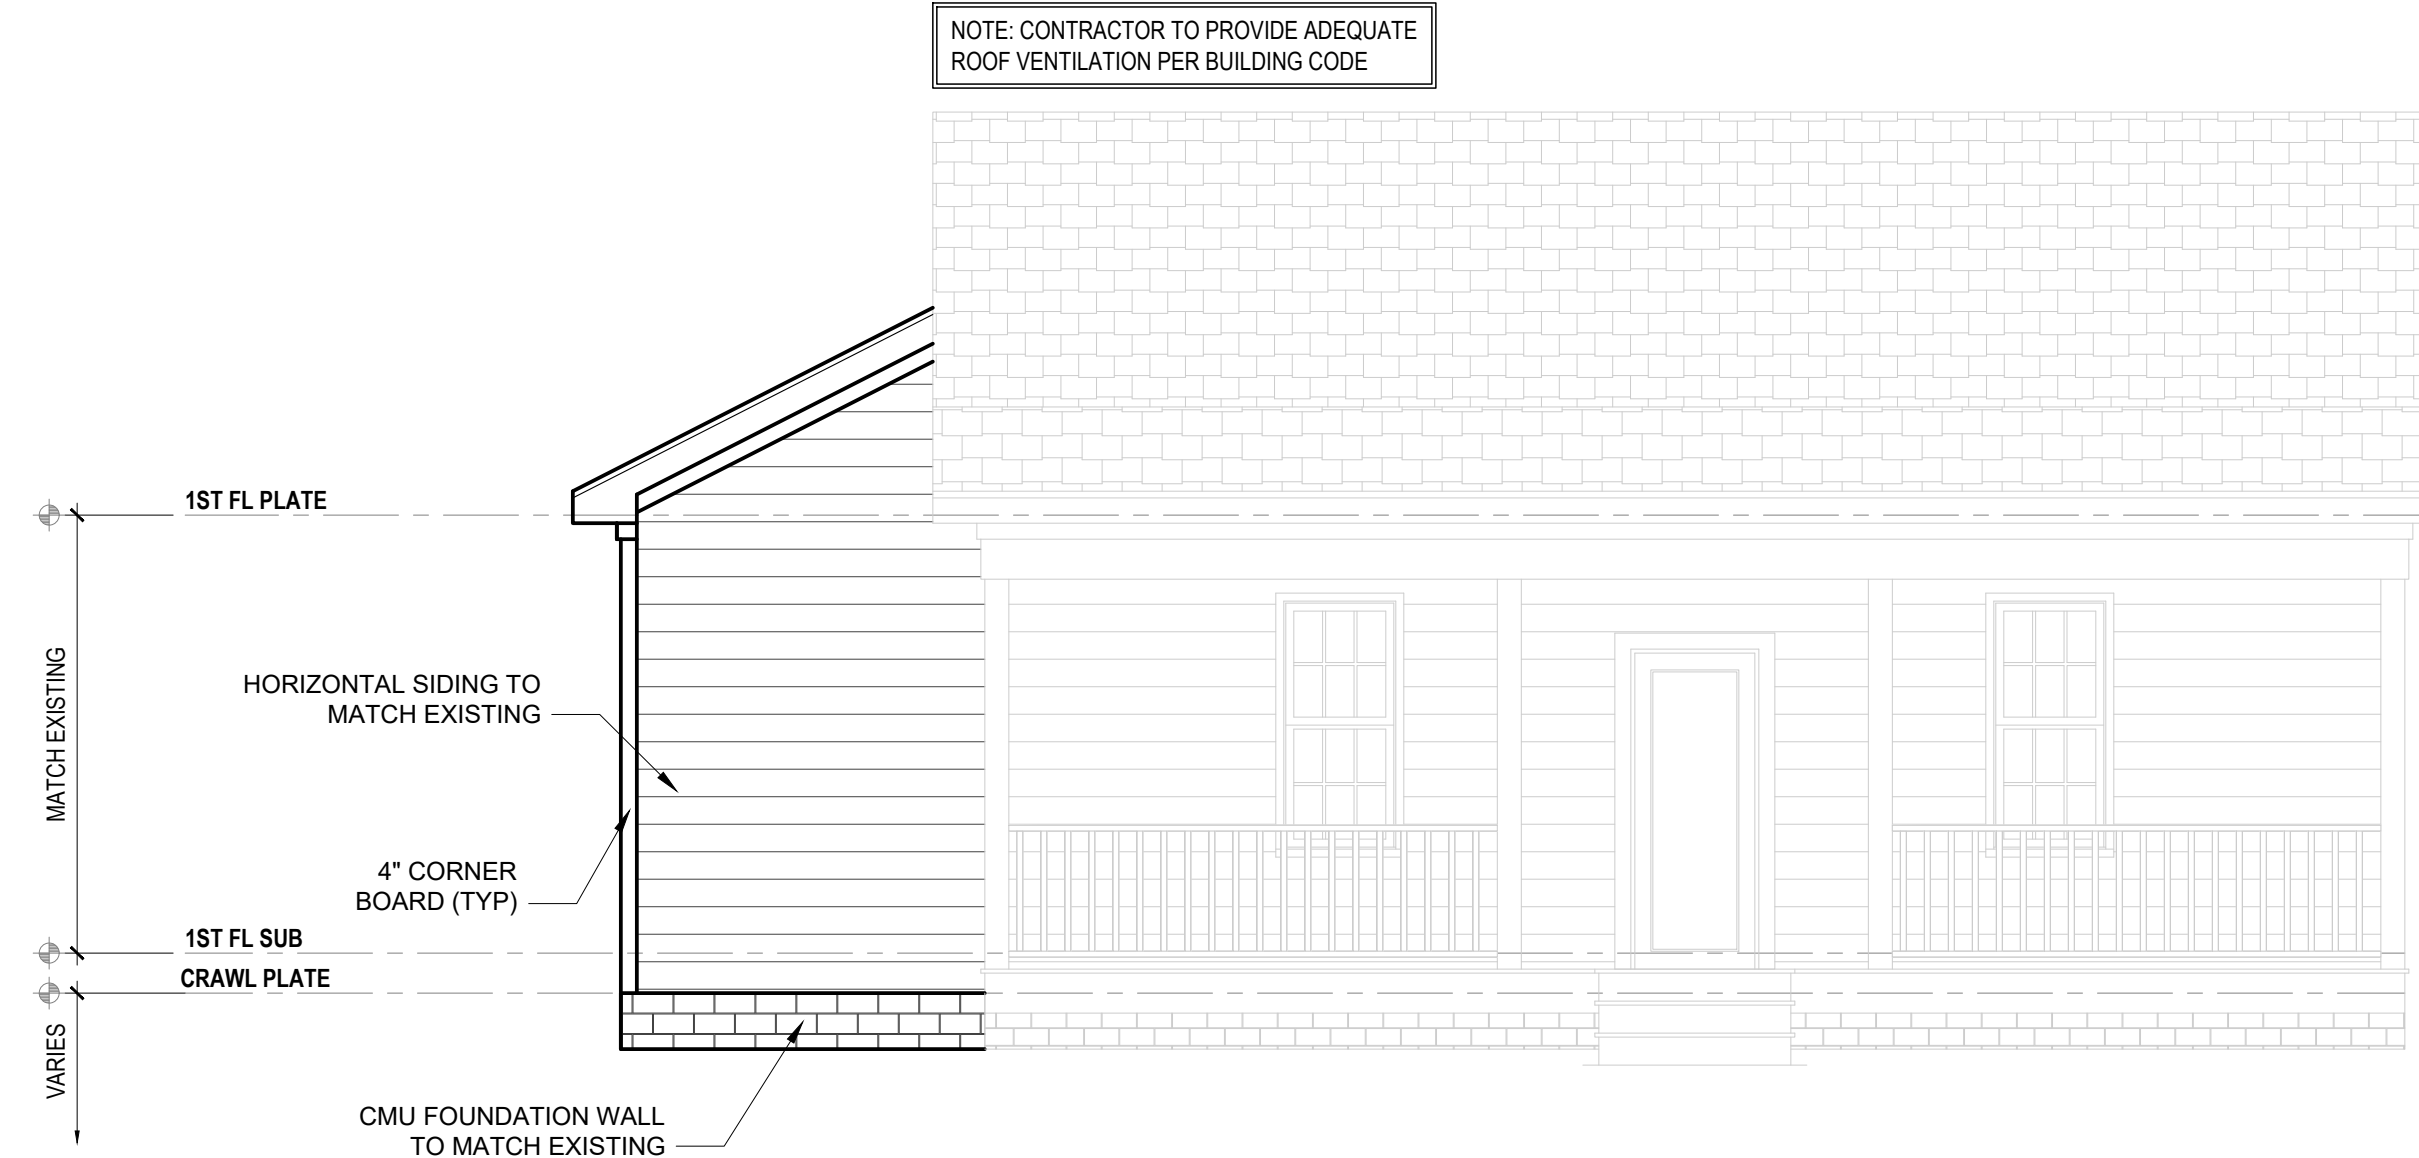 NOTE: CONTRACTOR TO PROVIDE ADEQUATE
ROOF VENTILATION PER BUILDING CODE
1ST FL PLATE
MATCH EXISTING
HORIZONTAL SIDING TO
MATCH EXISTING
4" CORNER
BOARD (TYP)
1ST FL SUB
CRAWL PLATE
VARIES
CMU FOUNDATION WALL
TO MATCH EXISTING